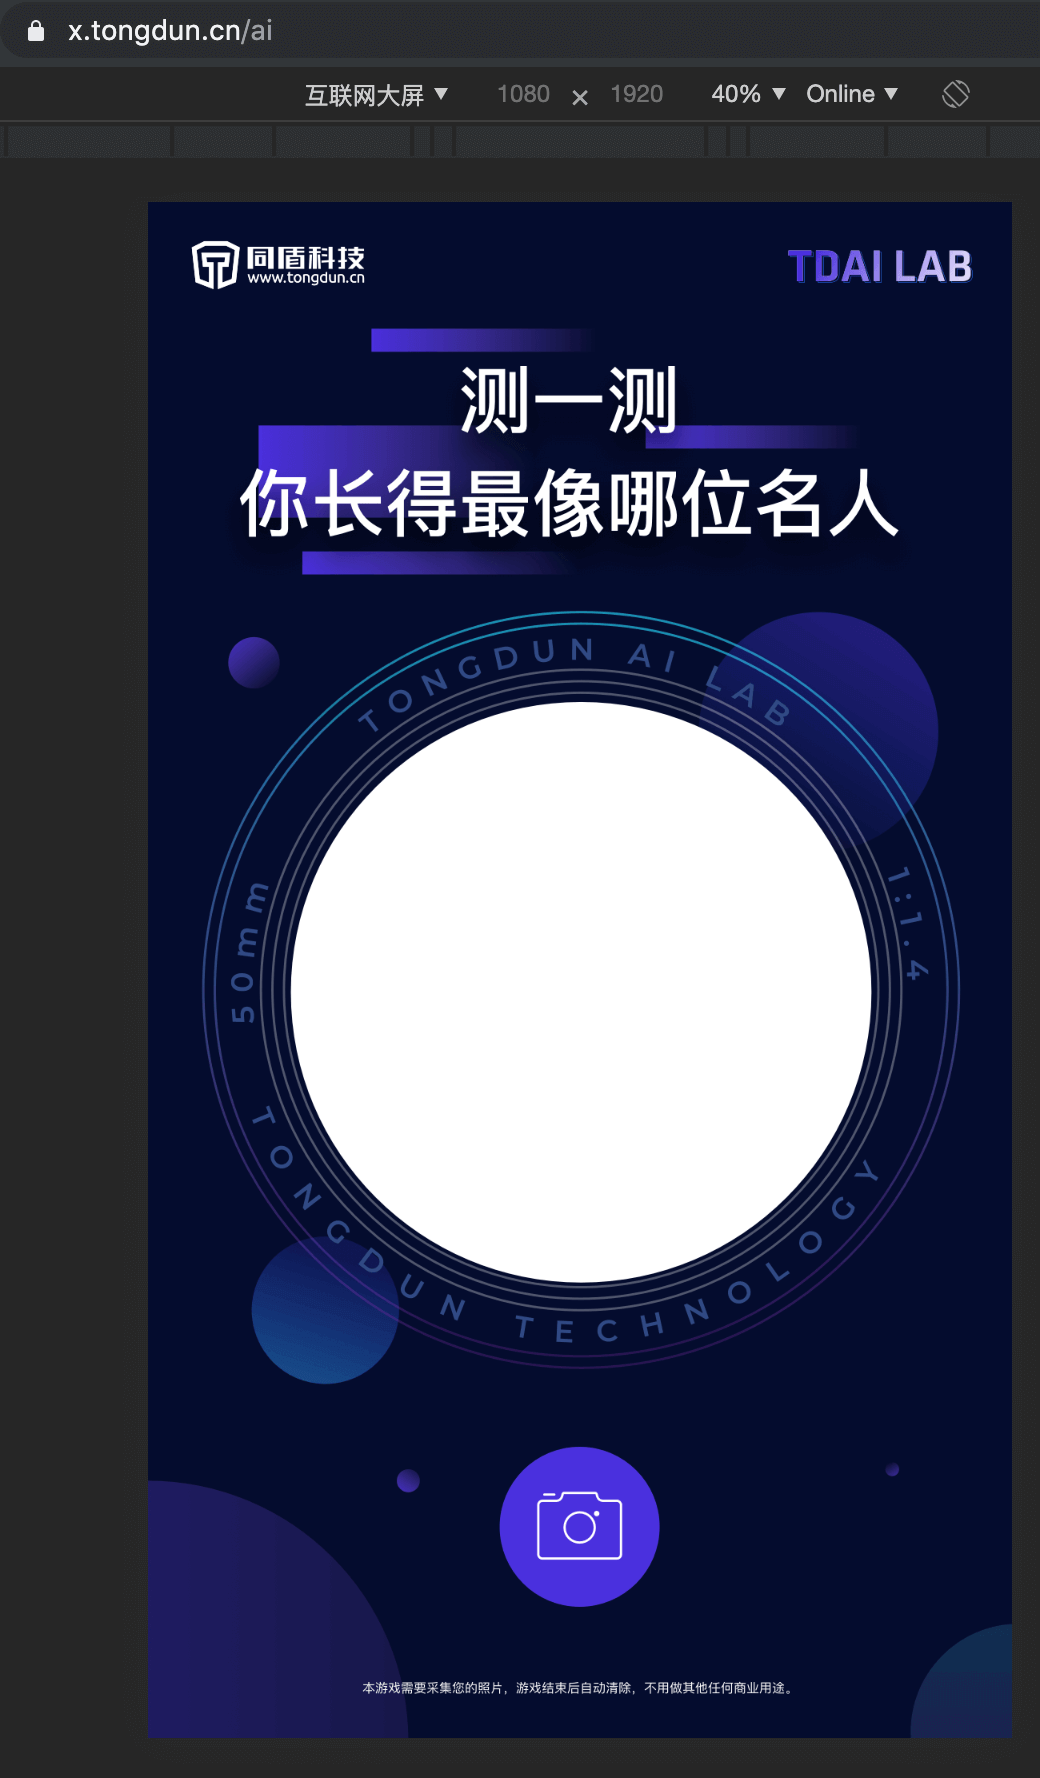 x.tongdun.cn/ai
互联网大屏 ▼ 1080 × 1920 40% ▼ Online ▼
同盾科技
www.tongdun.cn
TDAI LAB
测一测
你长得最像哪位名人
TONGDUN AI LAB
50mm
1:1.4
TONGDUN TECHNOLOGY
本游戏需要采集您的照片，游戏结束后自动清除，不用做其他任何商业用途。